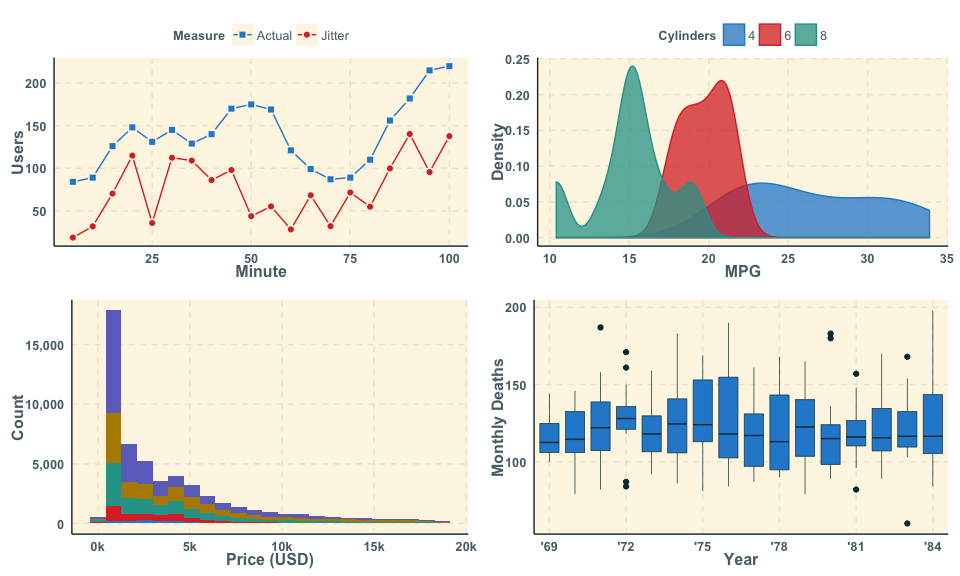 Measure Actual Jitter
200
150
100
50
Users
25 50 75 100
Minute
Cylinders 4 6 8
0.25
0.20
0.15
0.10
0.05
0.00
Density
10 15 20 25 30 35
MPG
15,000
10,000
5,000
0
Count
0k 5k 10k 15k 20k
Price (USD)
200
150
100
Monthly Deaths
'69 '72 '75 '78 '81 '84
Year